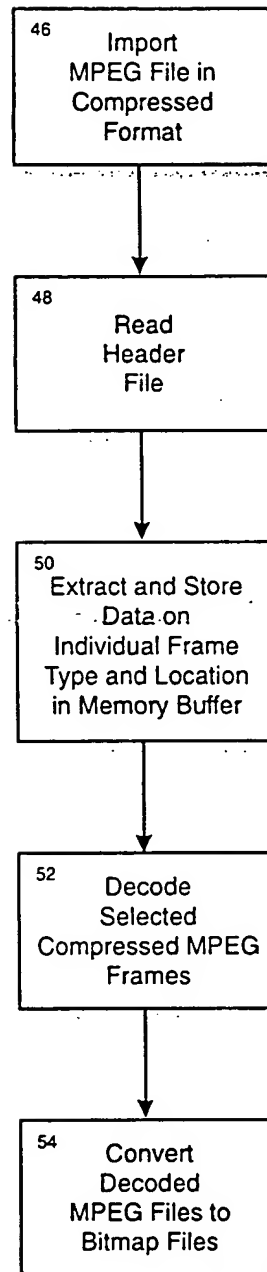 46
Import
MPEG File in
Compressed
Format
48
Read
Header
File
50
Extract and Store
Data on
Individual Frame
Type and Location
in Memory Buffer
52
Decode
Selected
Compressed MPEG
Frames
54
Convert
Decoded
MPEG Files to
Bitmap Files